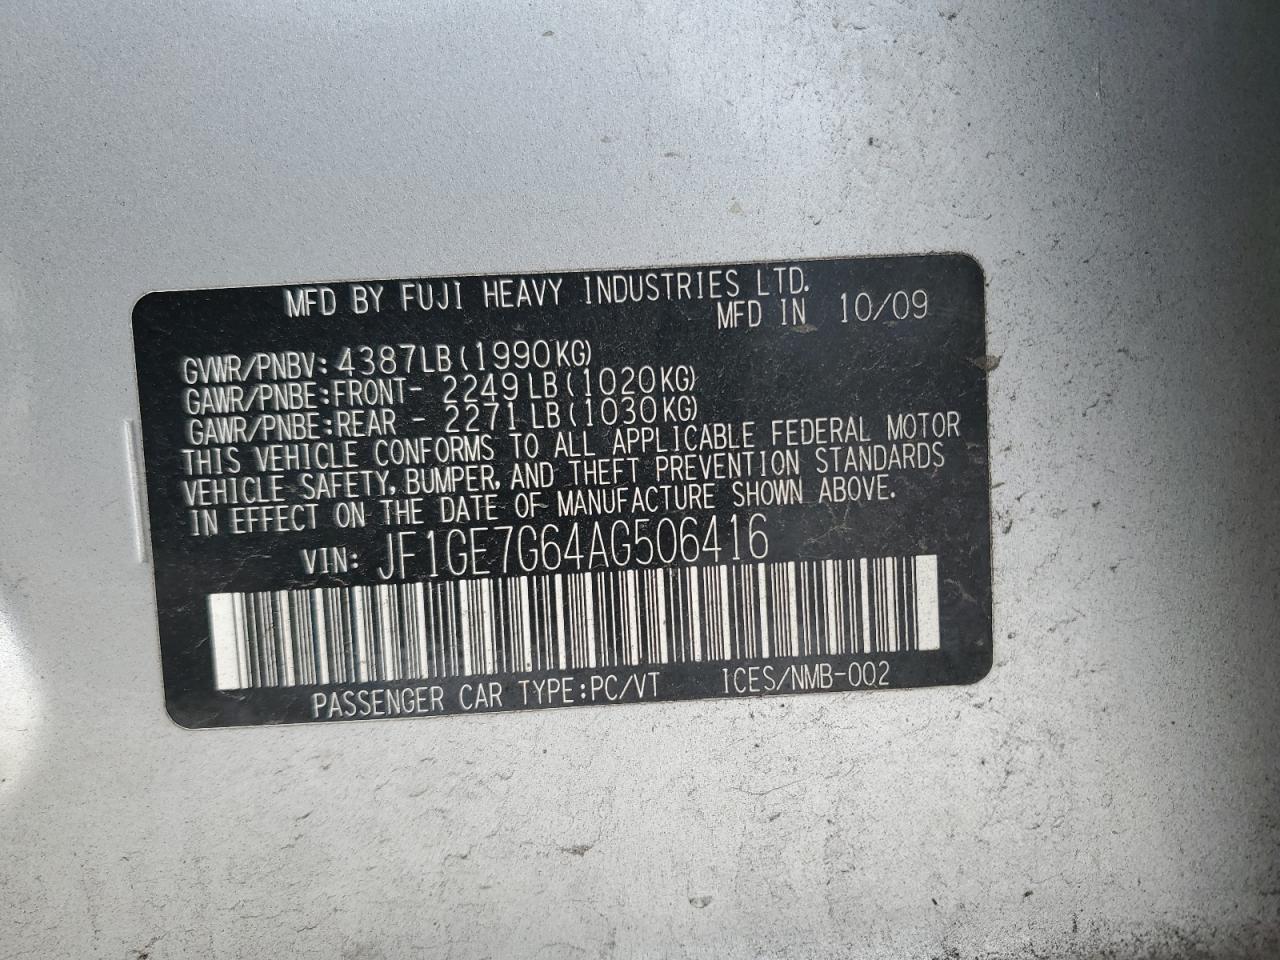 MFD BY FUJI HEAVY INDUSTRIES LTD.
MFD IN 10/09
GVWR/PNBV: 4387LB(1990KG)
GAWR/PNBE:FRONT- 2249LB(1020KG)
GAWR/PNBE:REAR - 2271LB(1030KG)
THIS VEHICLE CONFORMS TO ALL APPLICABLE FEDERAL MOTOR
VEHICLE SAFETY, BUMPER, AND THEFT PREVENTION STANDARDS
IN EFFECT ON THE DATE OF MANUFACTURE SHOWN ABOVE.
VIN: JF1GE7G64AG506416
PASSENGER CAR TYPE:PC/VT ICES/NMB-002